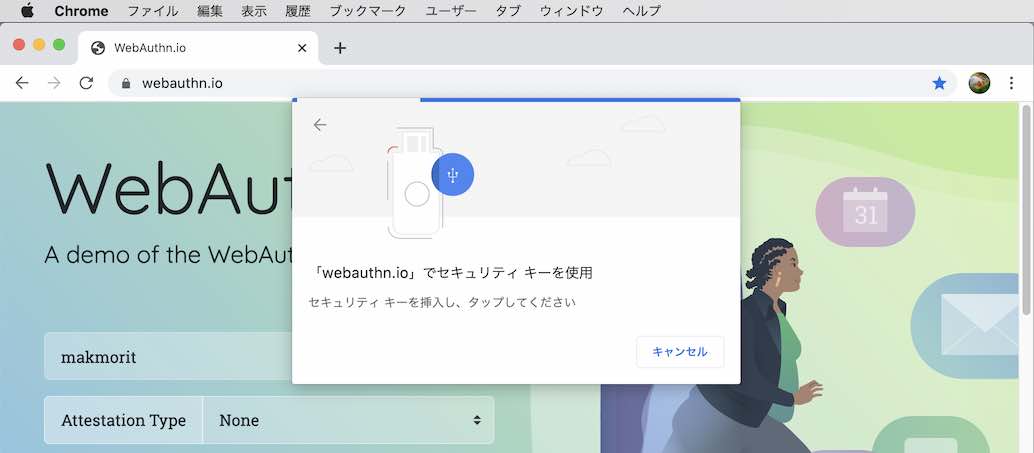 Chrome ファイル 編集 表示 履歴 ブックマーク ユーザー タブ ウィンドウ ヘルプ
WebAuthn.io
webauthn.io
WebAut
A demo of the WebAut
31
「webauthn.io」でセキュリティ キーを使用
セキュリティ キーを挿入し、タップしてください
キャンセル
makmorit
Attestation Type None